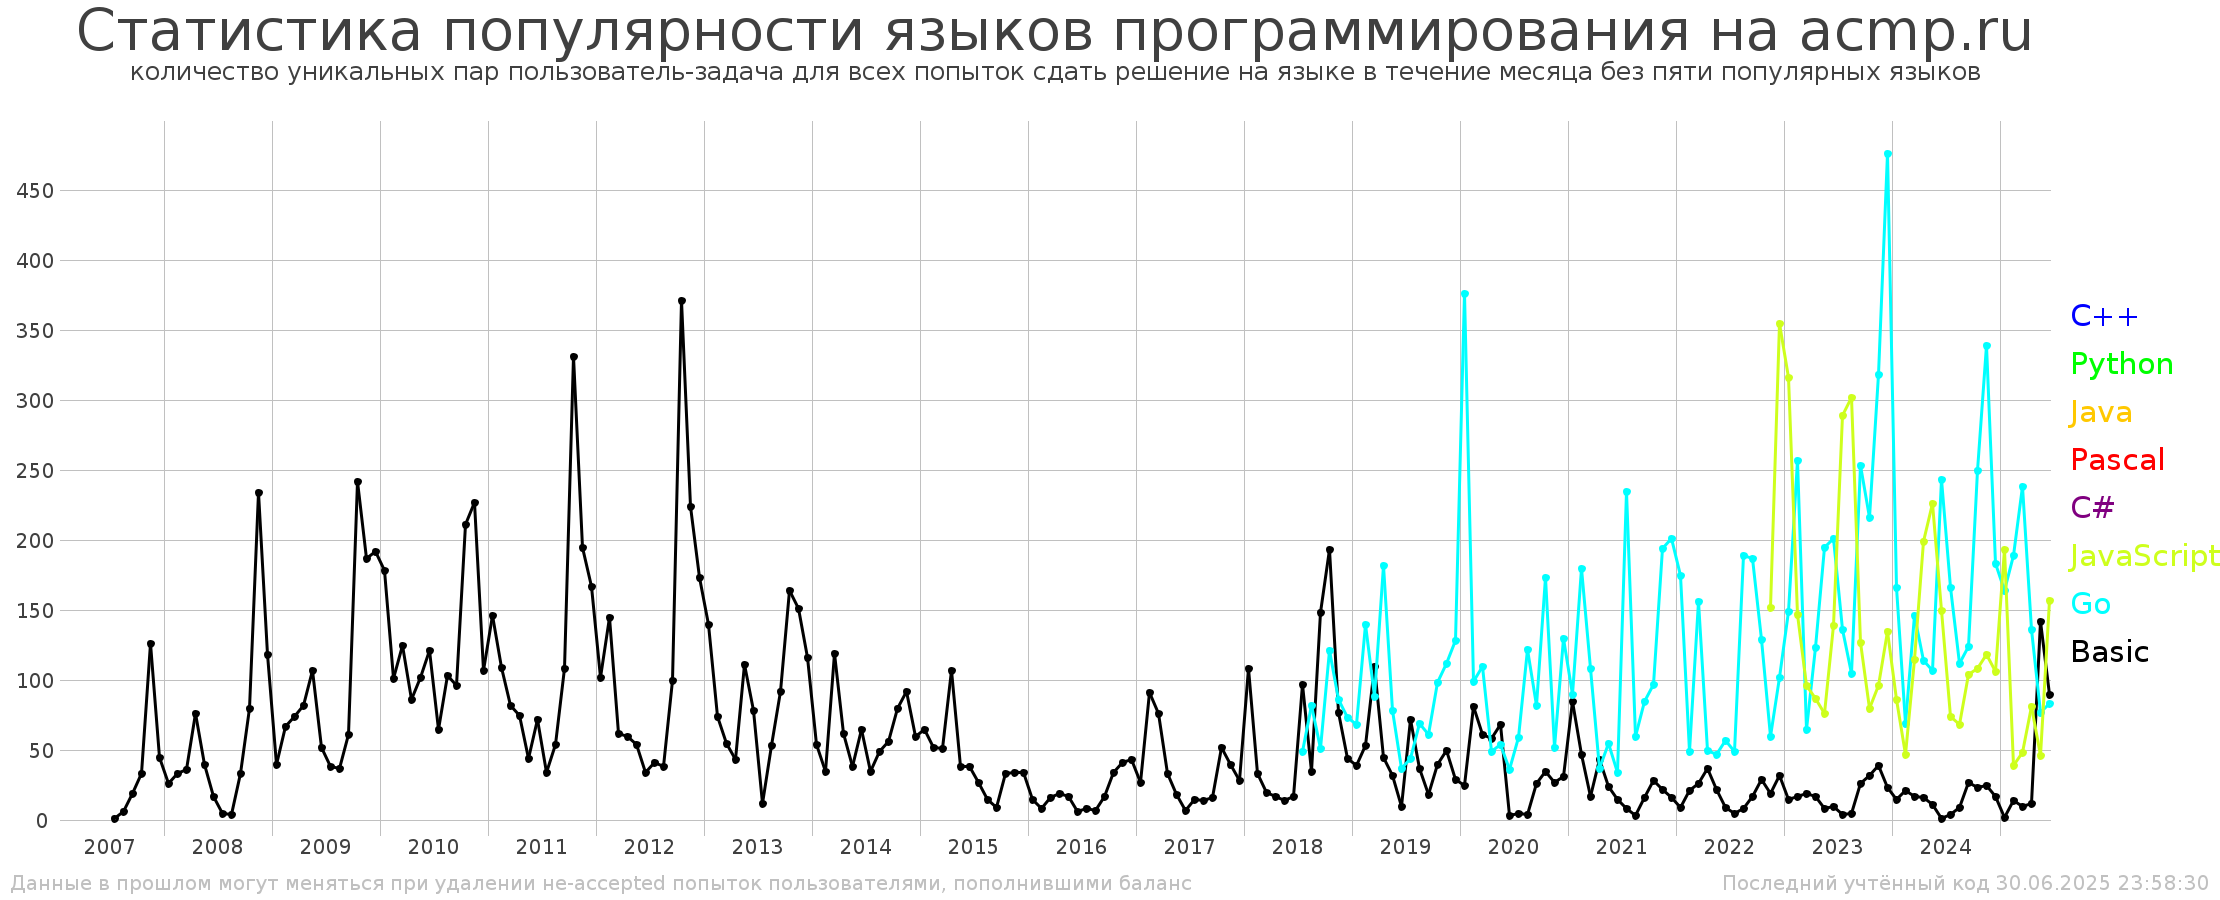 Статистика популярности языков программирования на acmp.ru
количество уникальных пар пользователь-задача для всех попыток сдать решение на языке в течение месяца без пяти популярных языков
450
400
350
300
250
200
150
100
50
0
C++
Python
Java
Pascal
C#
JavaScript
Go
Basic
2007 2008 2009 2010 2011 2012 2013 2014 2015 2016 2017 2018 2019 2020 2021 2022 2023 2024
Данные в прошлом могут меняться при удалении не-accepted попыток пользователями, пополнившими баланс
Последний учтённый код 30.06.2025 23:58:30